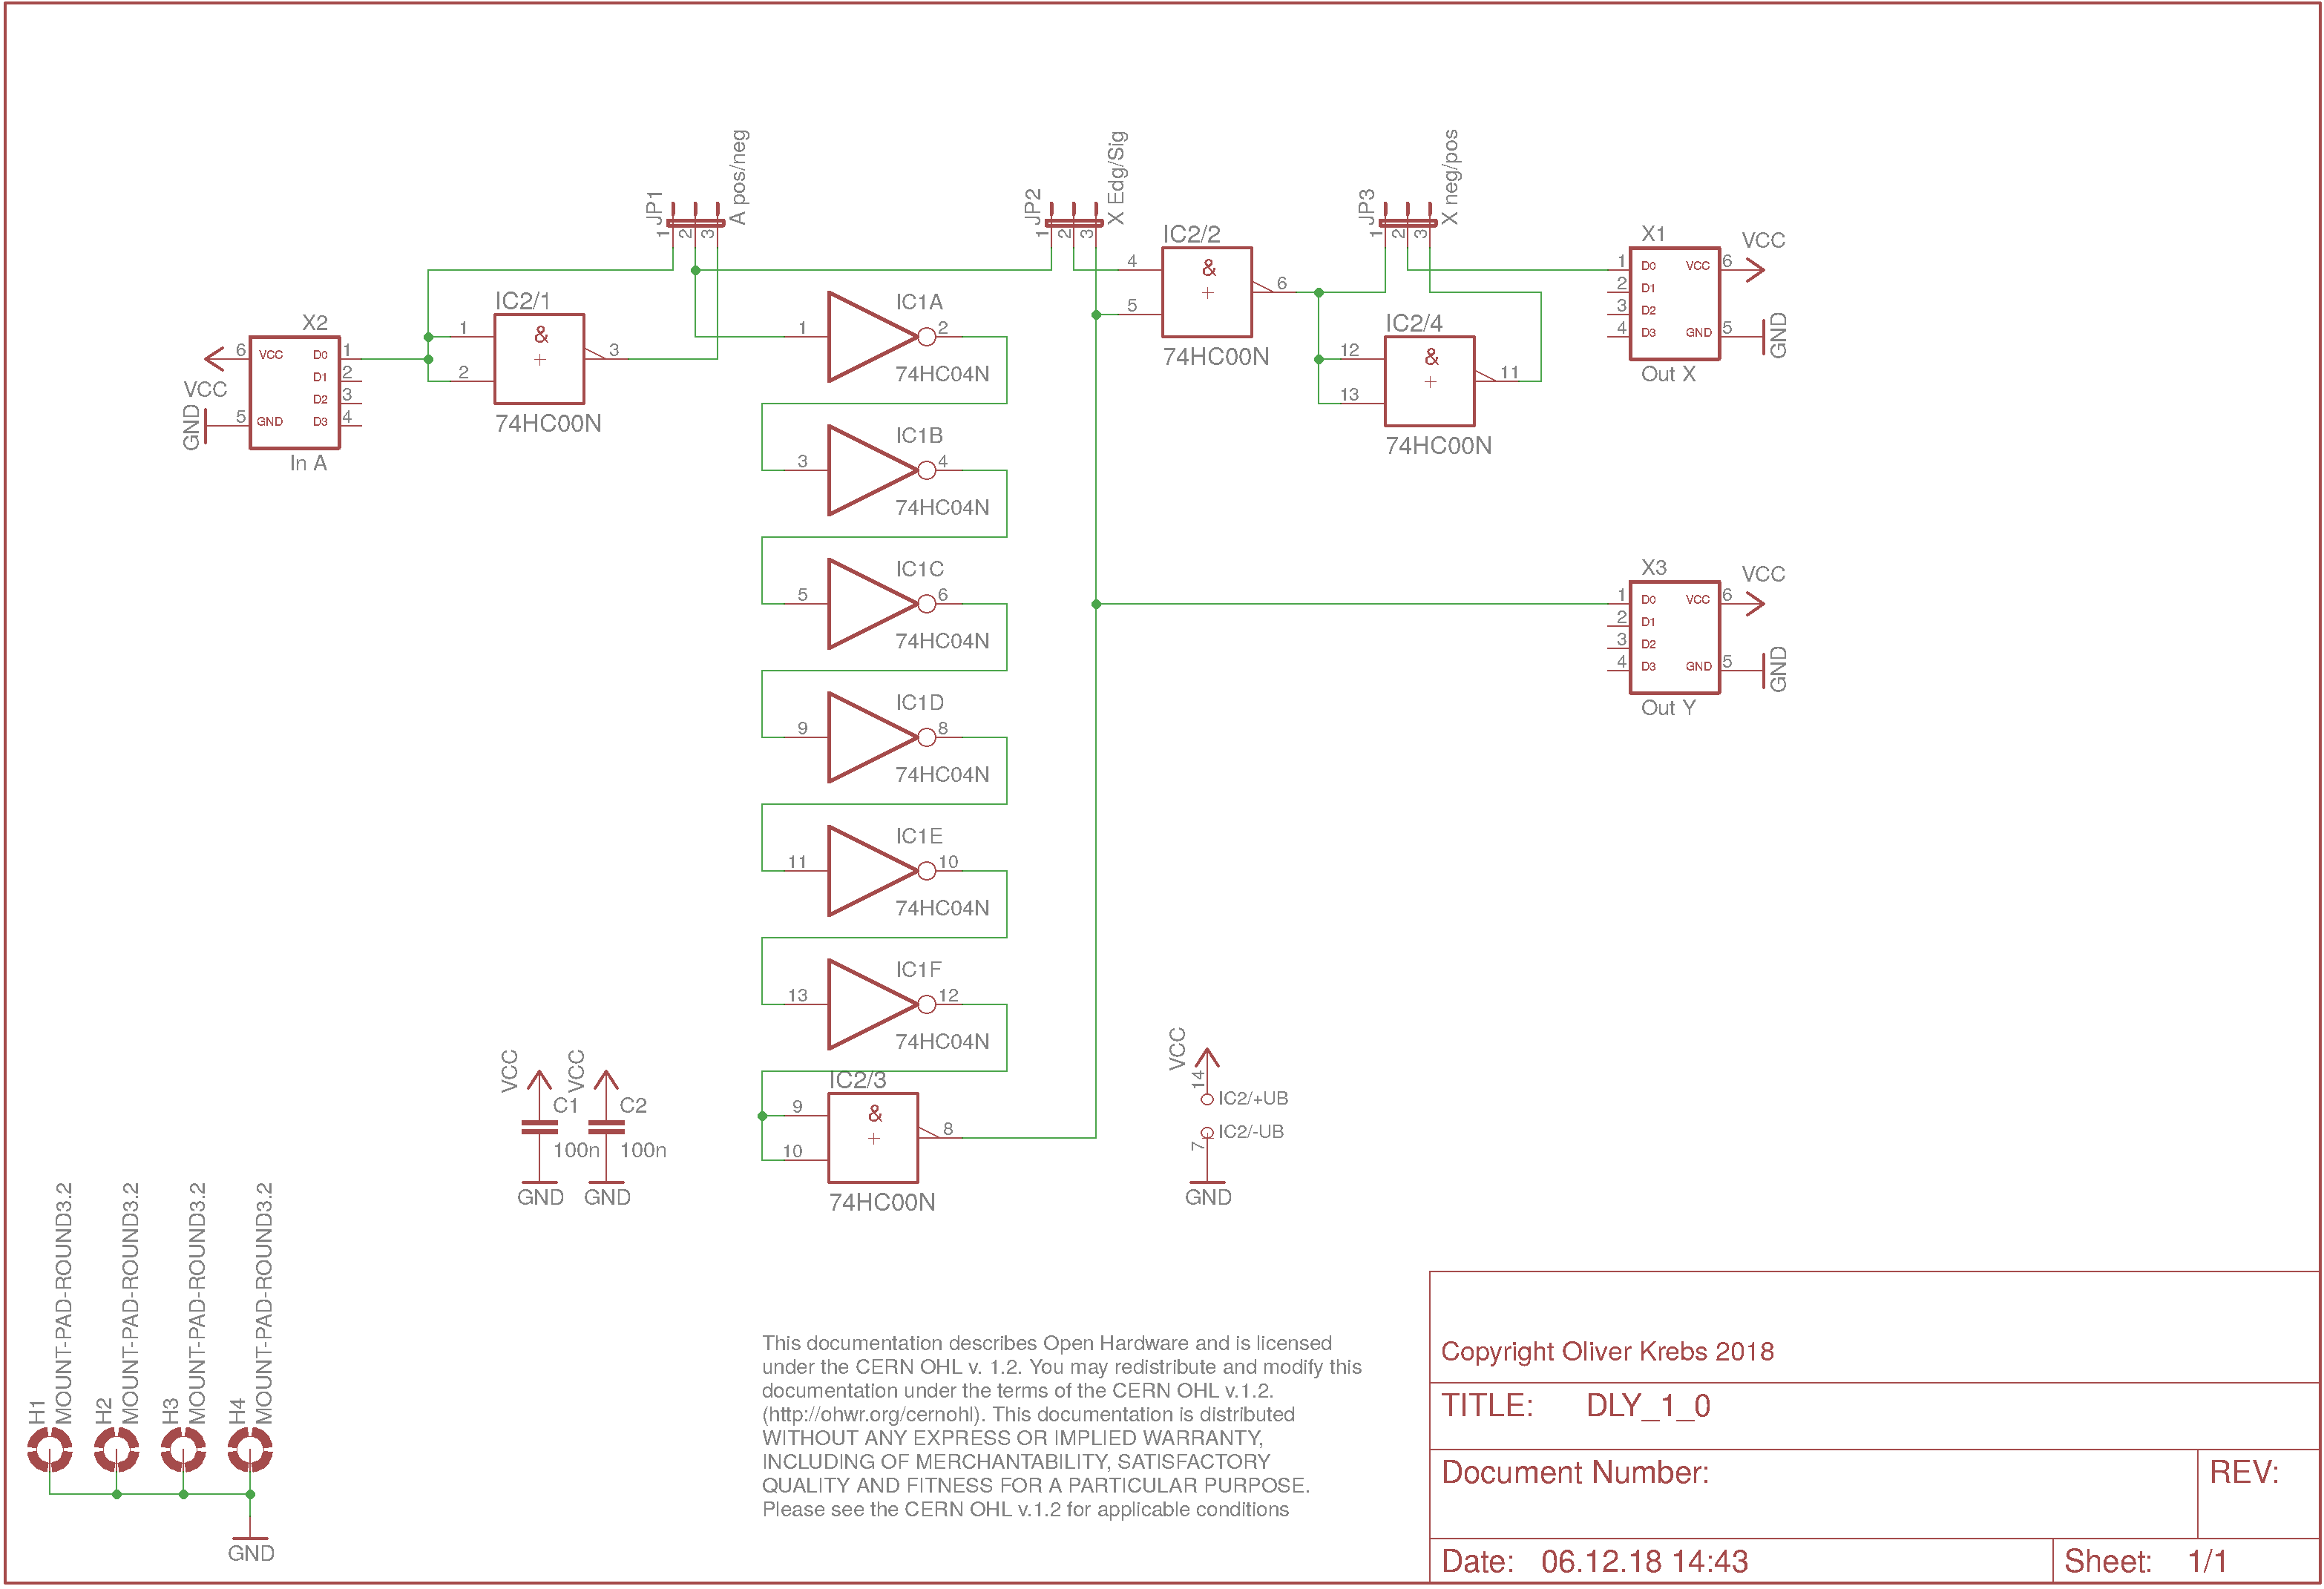 JP1
A pos/neg
1
2
3
JP2
X Edg/Sig
1
2
3
JP3
X neg/pos
1
2
3
IC2/2
4
5
&
+
6
74HC00N
X1
VCC
1 D0 VCC 6
2 D1
3 D2
4 D3 GND 5
GND
Out X
IC2/1
1
2
&
+
3
74HC00N
X2
6 VCC D0 1
D1 2
D2 3
5 GND D3 4
VCC
GND
In A
IC1A
1
2
74HC04N
IC2/4
12
13
&
+
11
74HC00N
IC1B
3
4
74HC04N
IC1C
5
6
74HC04N
X3
VCC
1 D0 VCC 6
2 D1
3 D2
4 D3 GND 5
GND
Out Y
IC1D
9
8
74HC04N
IC1E
11
10
74HC04N
IC1F
13
12
74HC04N
IC2/3
9
10
&
+
8
74HC00N
VCC
C1
100n
GND
VCC
C2
100n
GND
VCC
14
IC2/+UB
IC2/-UB
7
GND
H1
MOUNT-PAD-ROUND3.2
H2
MOUNT-PAD-ROUND3.2
H3
MOUNT-PAD-ROUND3.2
H4
MOUNT-PAD-ROUND3.2
GND
This documentation describes Open Hardware and is licensed
under the CERN OHL v. 1.2. You may redistribute and modify this
documentation under the terms of the CERN OHL v.1.2.
(http://ohwr.org/cernohl). This documentation is distributed
WITHOUT ANY EXPRESS OR IMPLIED WARRANTY,
INCLUDING OF MERCHANTABILITY, SATISFACTORY
QUALITY AND FITNESS FOR A PARTICULAR PURPOSE.
Please see the CERN OHL v.1.2 for applicable conditions
Copyright Oliver Krebs 2018
TITLE: DLY_1_0
Document Number:
REV:
Date: 06.12.18 14:43
Sheet: 1/1